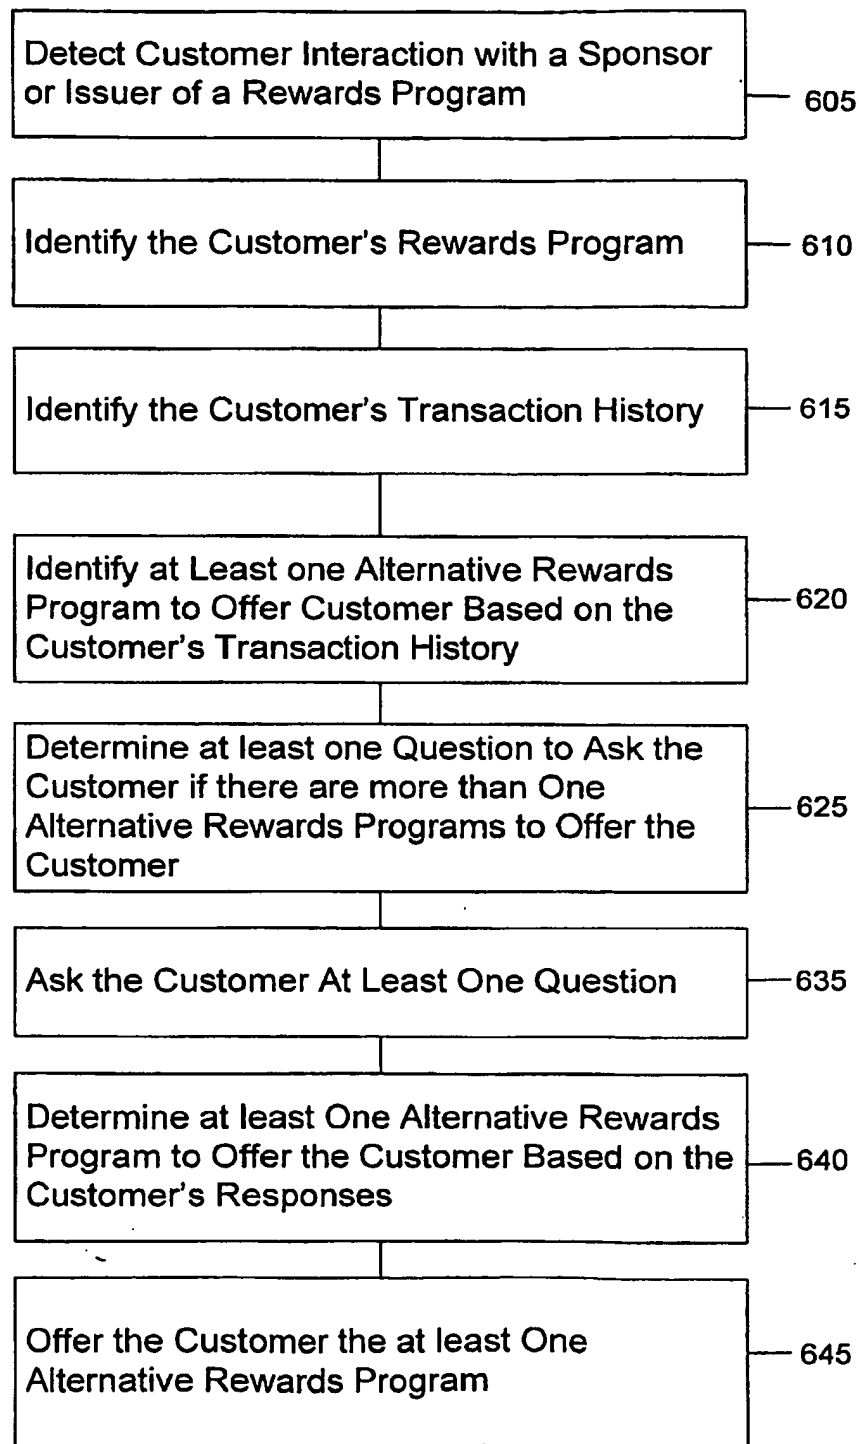 Detect Customer Interaction with a Sponsor
or Issuer of a Rewards Program
605
Identify the Customer's Rewards Program
610
Identify the Customer's Transaction History
615
Identify at Least one Alternative Rewards
Program to Offer Customer Based on the
Customer's Transaction History
620
Determine at least one Question to Ask the
Customer if there are more than One
Alternative Rewards Programs to Offer the
Customer
625
Ask the Customer At Least One Question
635
Determine at least One Alternative Rewards
Program to Offer the Customer Based on the
Customer's Responses
640
Offer the Customer the at least One
Alternative Rewards Program
645